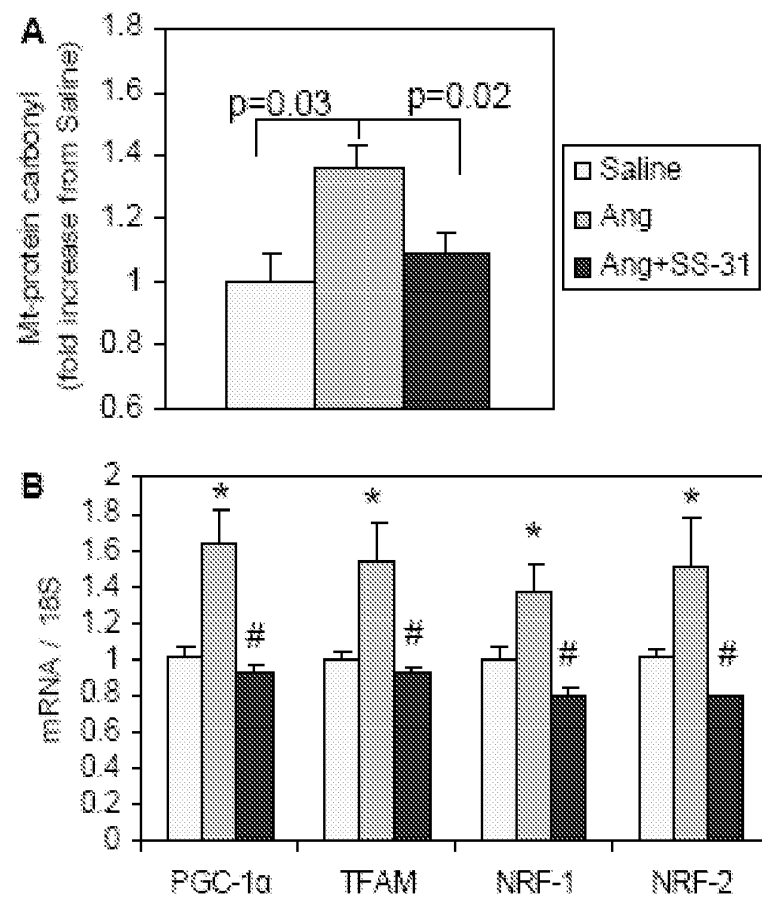 A
Mt-protein carbonyl
(fold increase from Saline)
1.8
1.6
1.4
1.2
1
0.8
0.6
p=0.03
p=0.02
Saline
Ang
Ang+SS-31
B
mRNA / 18S
2
1.8
1.6
1.4
1.2
1
0.8
0.6
0.4
0.2
0
* * * *
# # # #
PGC-1α TFAM NRF-1 NRF-2